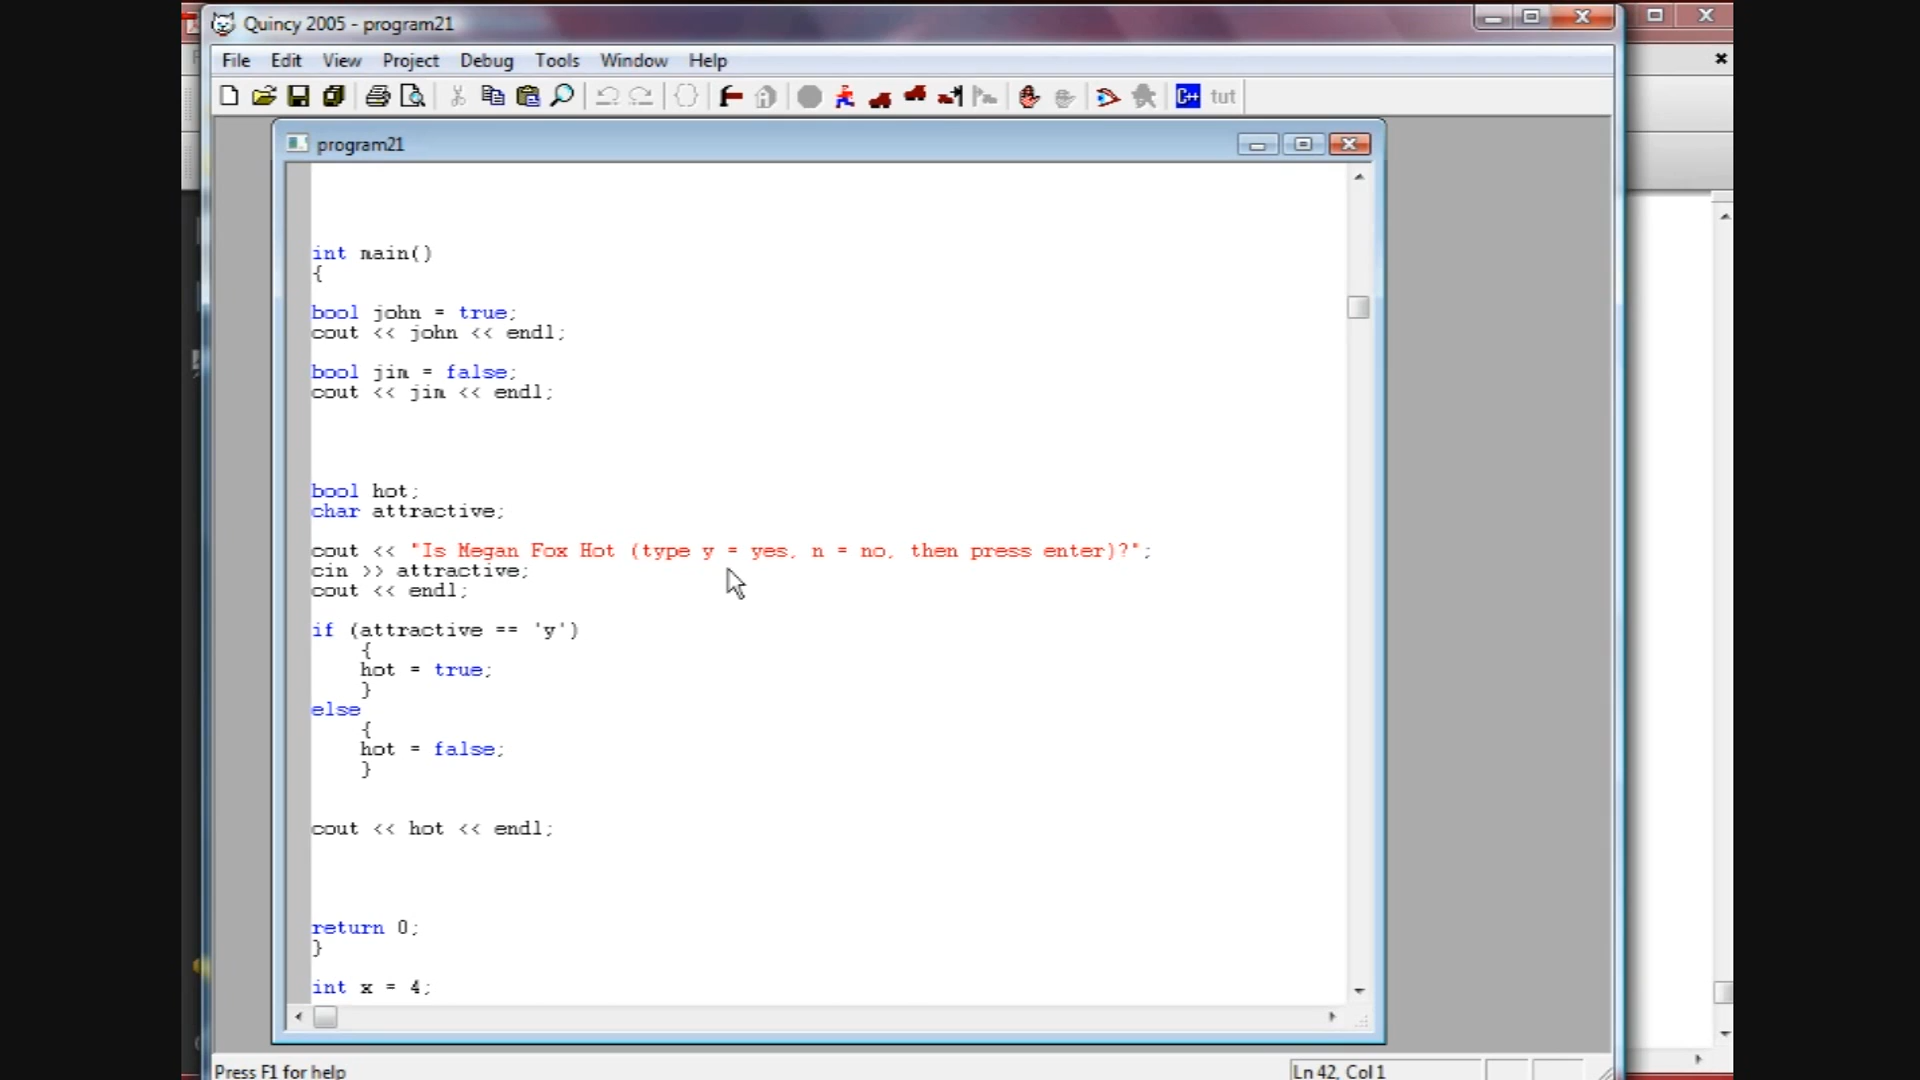 Quincy 2005 - program21
File Edit View Project Debug Tools Window Help
C++ tut
program21
int main()
{
bool john = true;
cout << john << endl;
bool jim = false;
cout << jim << endl;
bool hot;
char attractive;
cout << "Is Megan Fox Hot (type y = yes, n = no, then press enter)?";
cin >> attractive;
cout << endl;
if (attractive == 'y')
{
hot = true;
}
else
{
hot = false;
}
cout << hot << endl;
return 0;
}
int x = 4;
Press F1 for help
Ln 42, Col 1